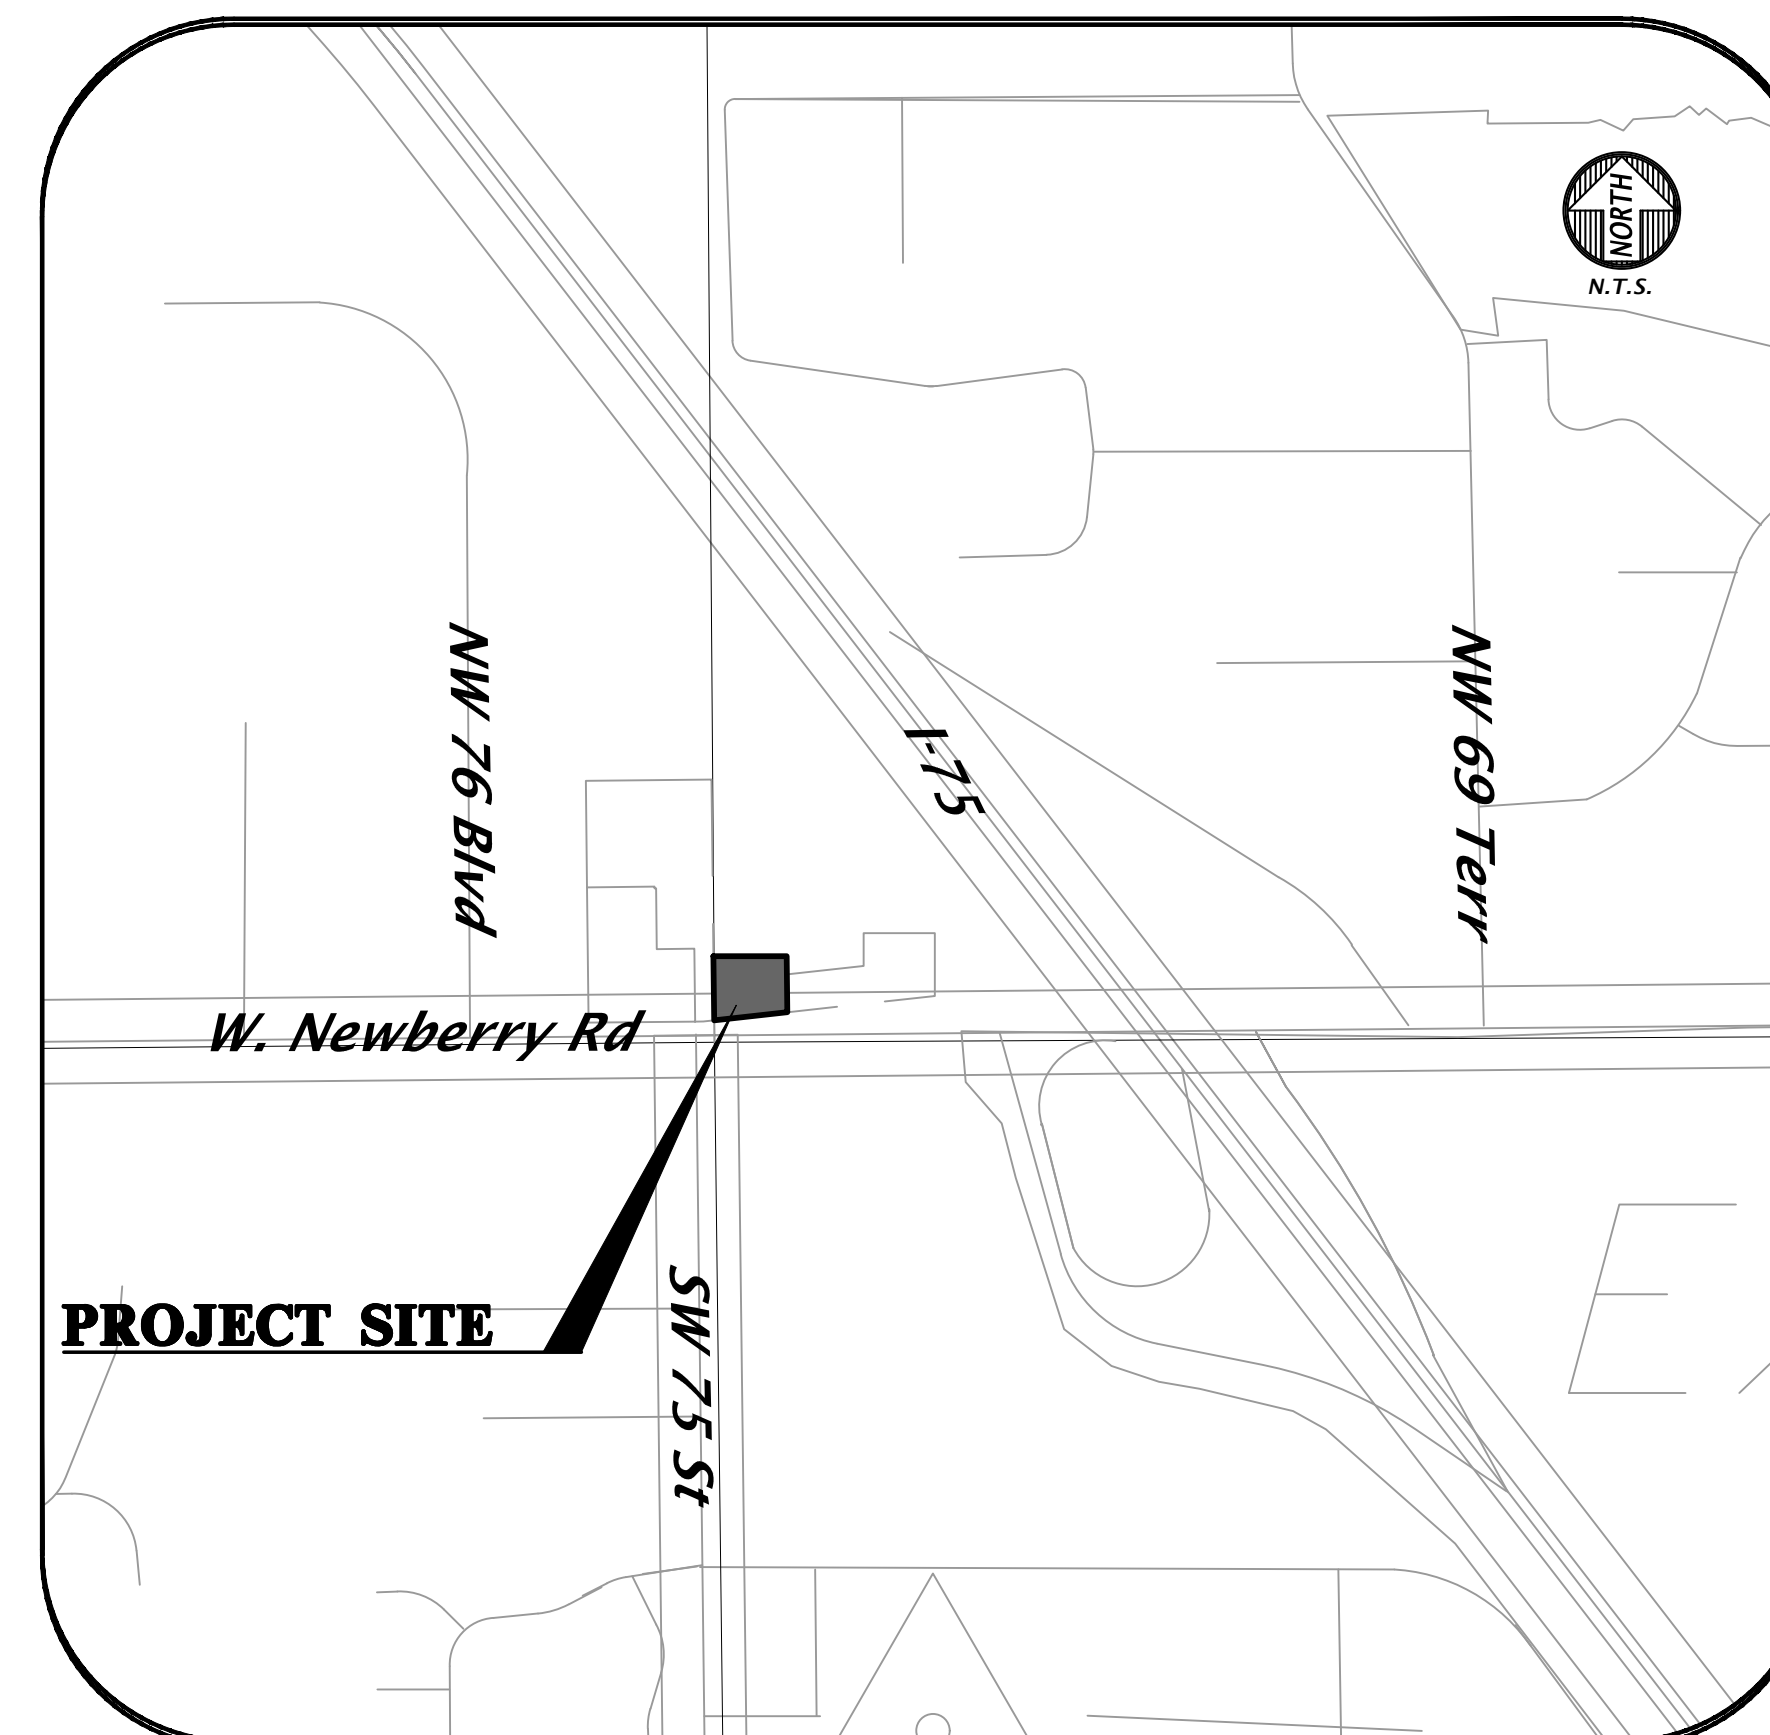 NORTH
N.T.S.
NW 76 Blvd
I-75
NW 69 Terr
W. Newberry Rd
PROJECT SITE
SW 75 St